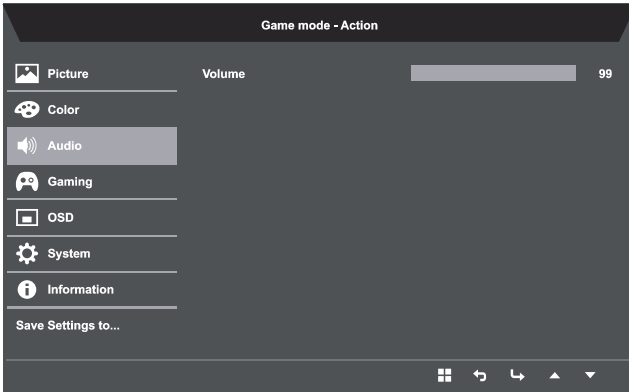 Game mode - Action
Picture
Volume 99
Color
Audio
Gaming
OSD
System
Information
Save Settings to...